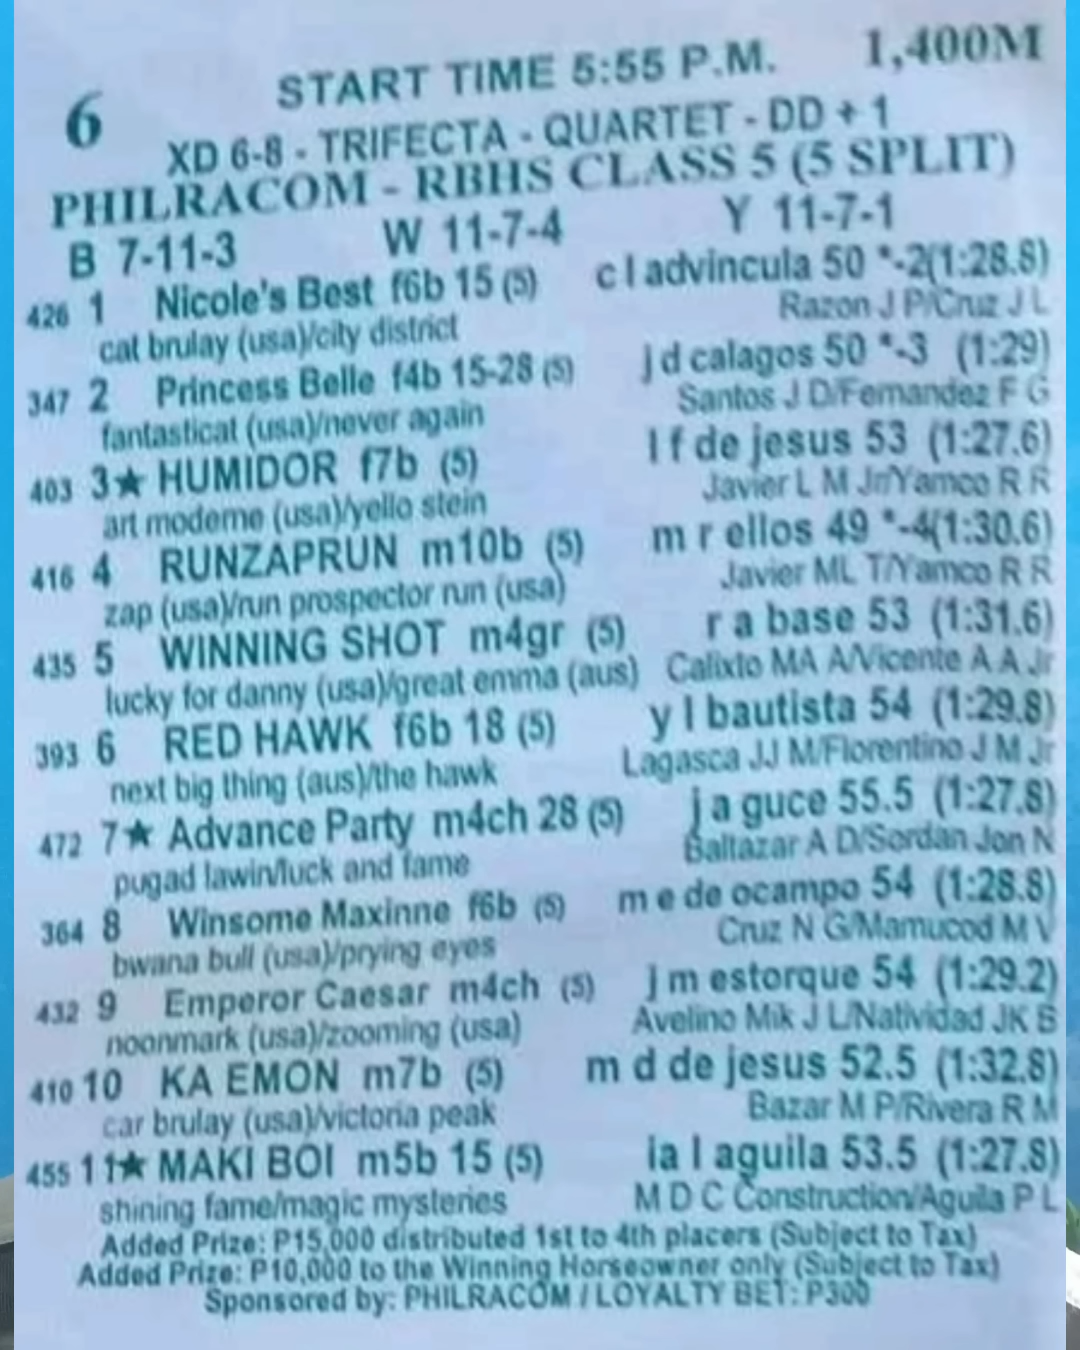 6 START TIME 5:55 P.M. 1,400M
XD 6-8 - TRIFECTA - QUARTET - DD + 1
PHILRACOM - RBHS CLASS 5 (5 SPLIT)
B 7-11-3 W 11-7-4 Y 11-7-1
426 1 Nicole's Best f6b 15 (5) c l advincula 50 *-2(1:28.8)
cat brulay (usa)/city district Razon J P/Cruz J L
347 2 Princess Belle f4b 15-28 (5) j d calagos 50 *-3 (1:29)
fantasticat (usa)/never again Santos J D/Fernandez F G
403 3★ HUMIDOR f7b (5) l f de jesus 53 (1:27.6)
art moderne (usa)/yello stein Javier L M Jr/Yamco R R
416 4 RUNZAPRUN m10b (5) m r ellos 49 *-4(1:30.6)
zap (usa)/run prospector run (usa) Javier ML T/Yamco R R
435 5 WINNING SHOT m4gr (5) r a base 53 (1:31.6)
lucky for danny (usa)/great emma (aus) Calixto MA A/Vicente A A Jr
393 6 RED HAWK f6b 18 (5) y l bautista 54 (1:29.8)
next big thing (aus)/the hawk Lagasca JJ M/Florentino J M Jr
472 7★ Advance Party m4ch 28 (5) j a guce 55.5 (1:27.8)
pugad lawin/luck and fame Baltazar A D/Sordan Jon N
364 8 Winsome Maxinne f6b (5) m e de ocampo 54 (1:28.8)
bwana bull (usa)/prying eyes Cruz N G/Mamucod M V
432 9 Emperor Caesar m4ch (5) j m estorque 54 (1:29.2)
noonmark (usa)/zooming (usa) Avelino Mik J L/Natividad JK B
410 10 KA EMON m7b (5) m d de jesus 52.5 (1:32.8)
car brulay (usa)/victoria peak Bazar M P/Rivera R M
455 11★ MAKI BOI m5b 15 (5) ia l aguila 53.5 (1:27.8)
shining fame/magic mysteries M D C Construction/Aguila P L
Added Prize: P15,000 distributed 1st to 4th placers (Subject to Tax)
Added Prize: P10,000 to the Winning Horseowner only (Subject to Tax)
Sponsored by: PHILRACOM / LOYALTY BET: P300